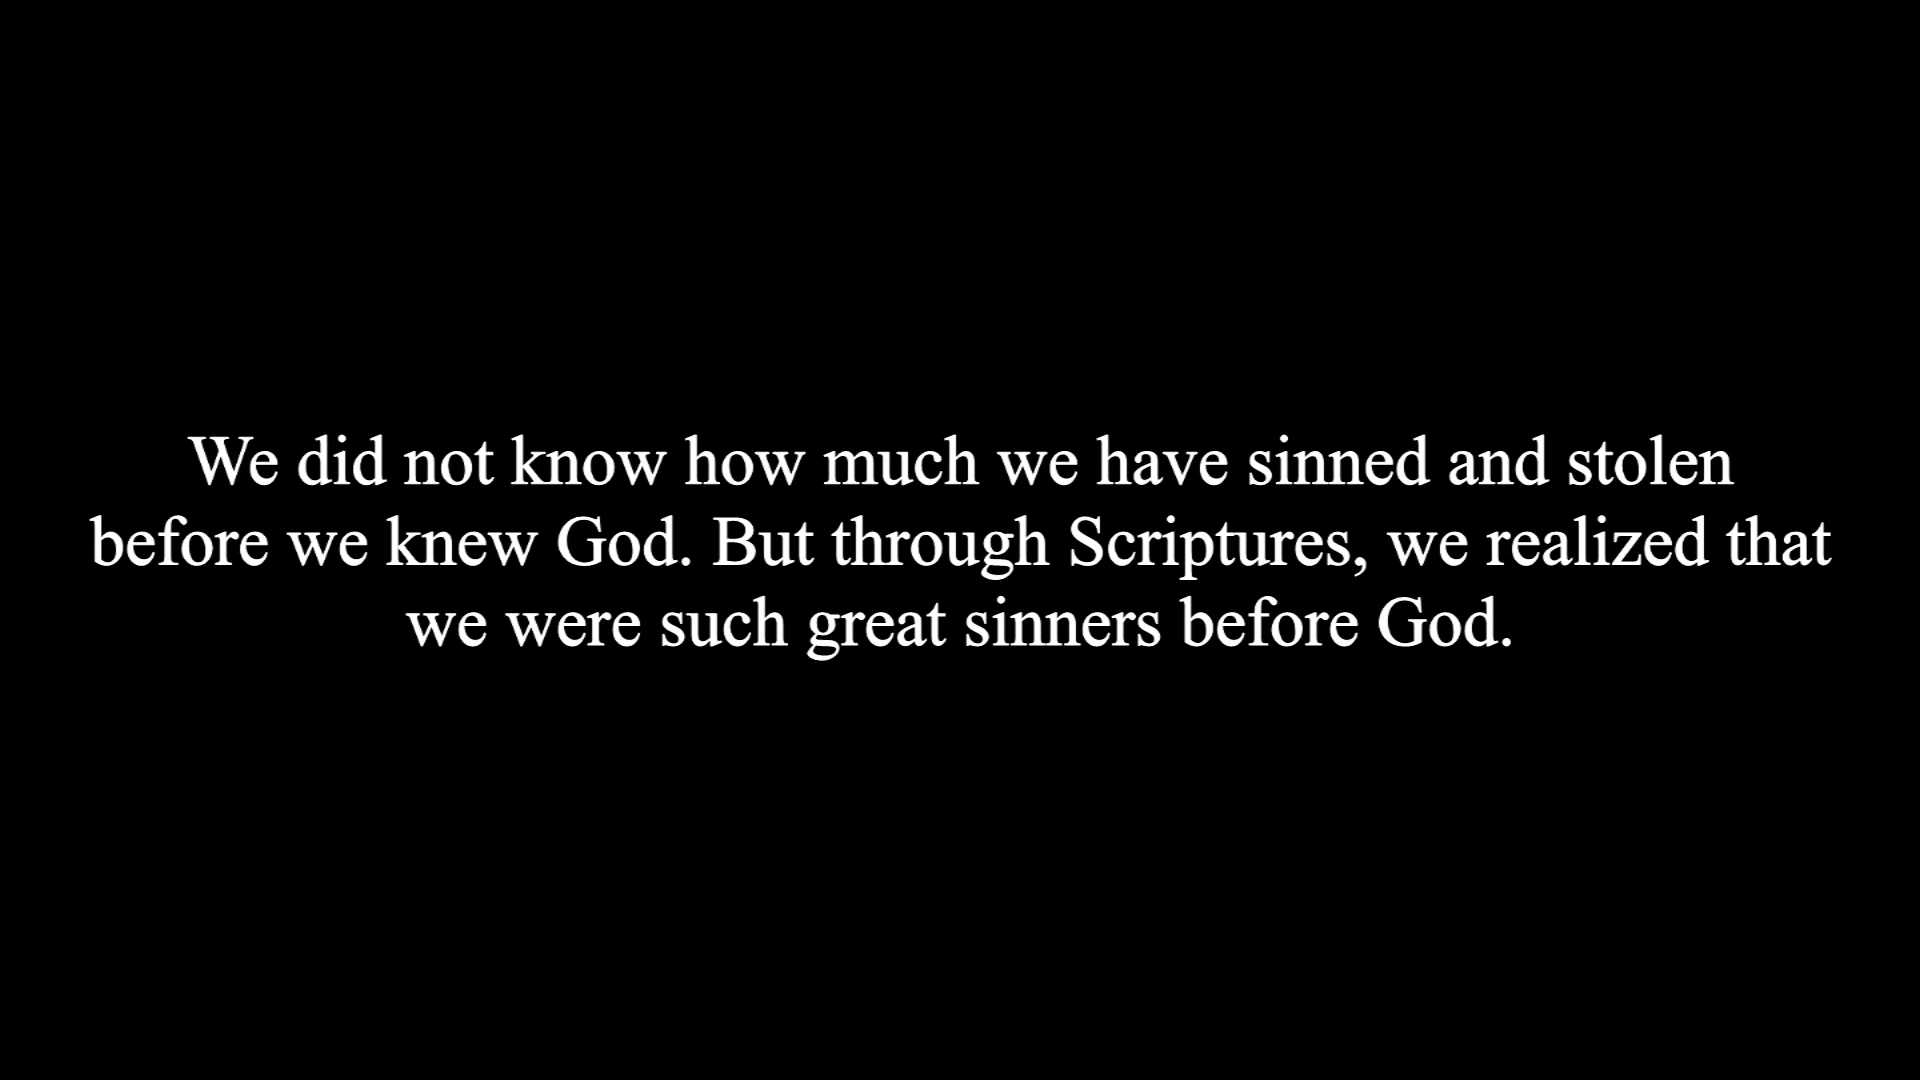 We did not know how much we have sinned and stolen
before we knew God. But through Scriptures, we realized that
we were such great sinners before God.